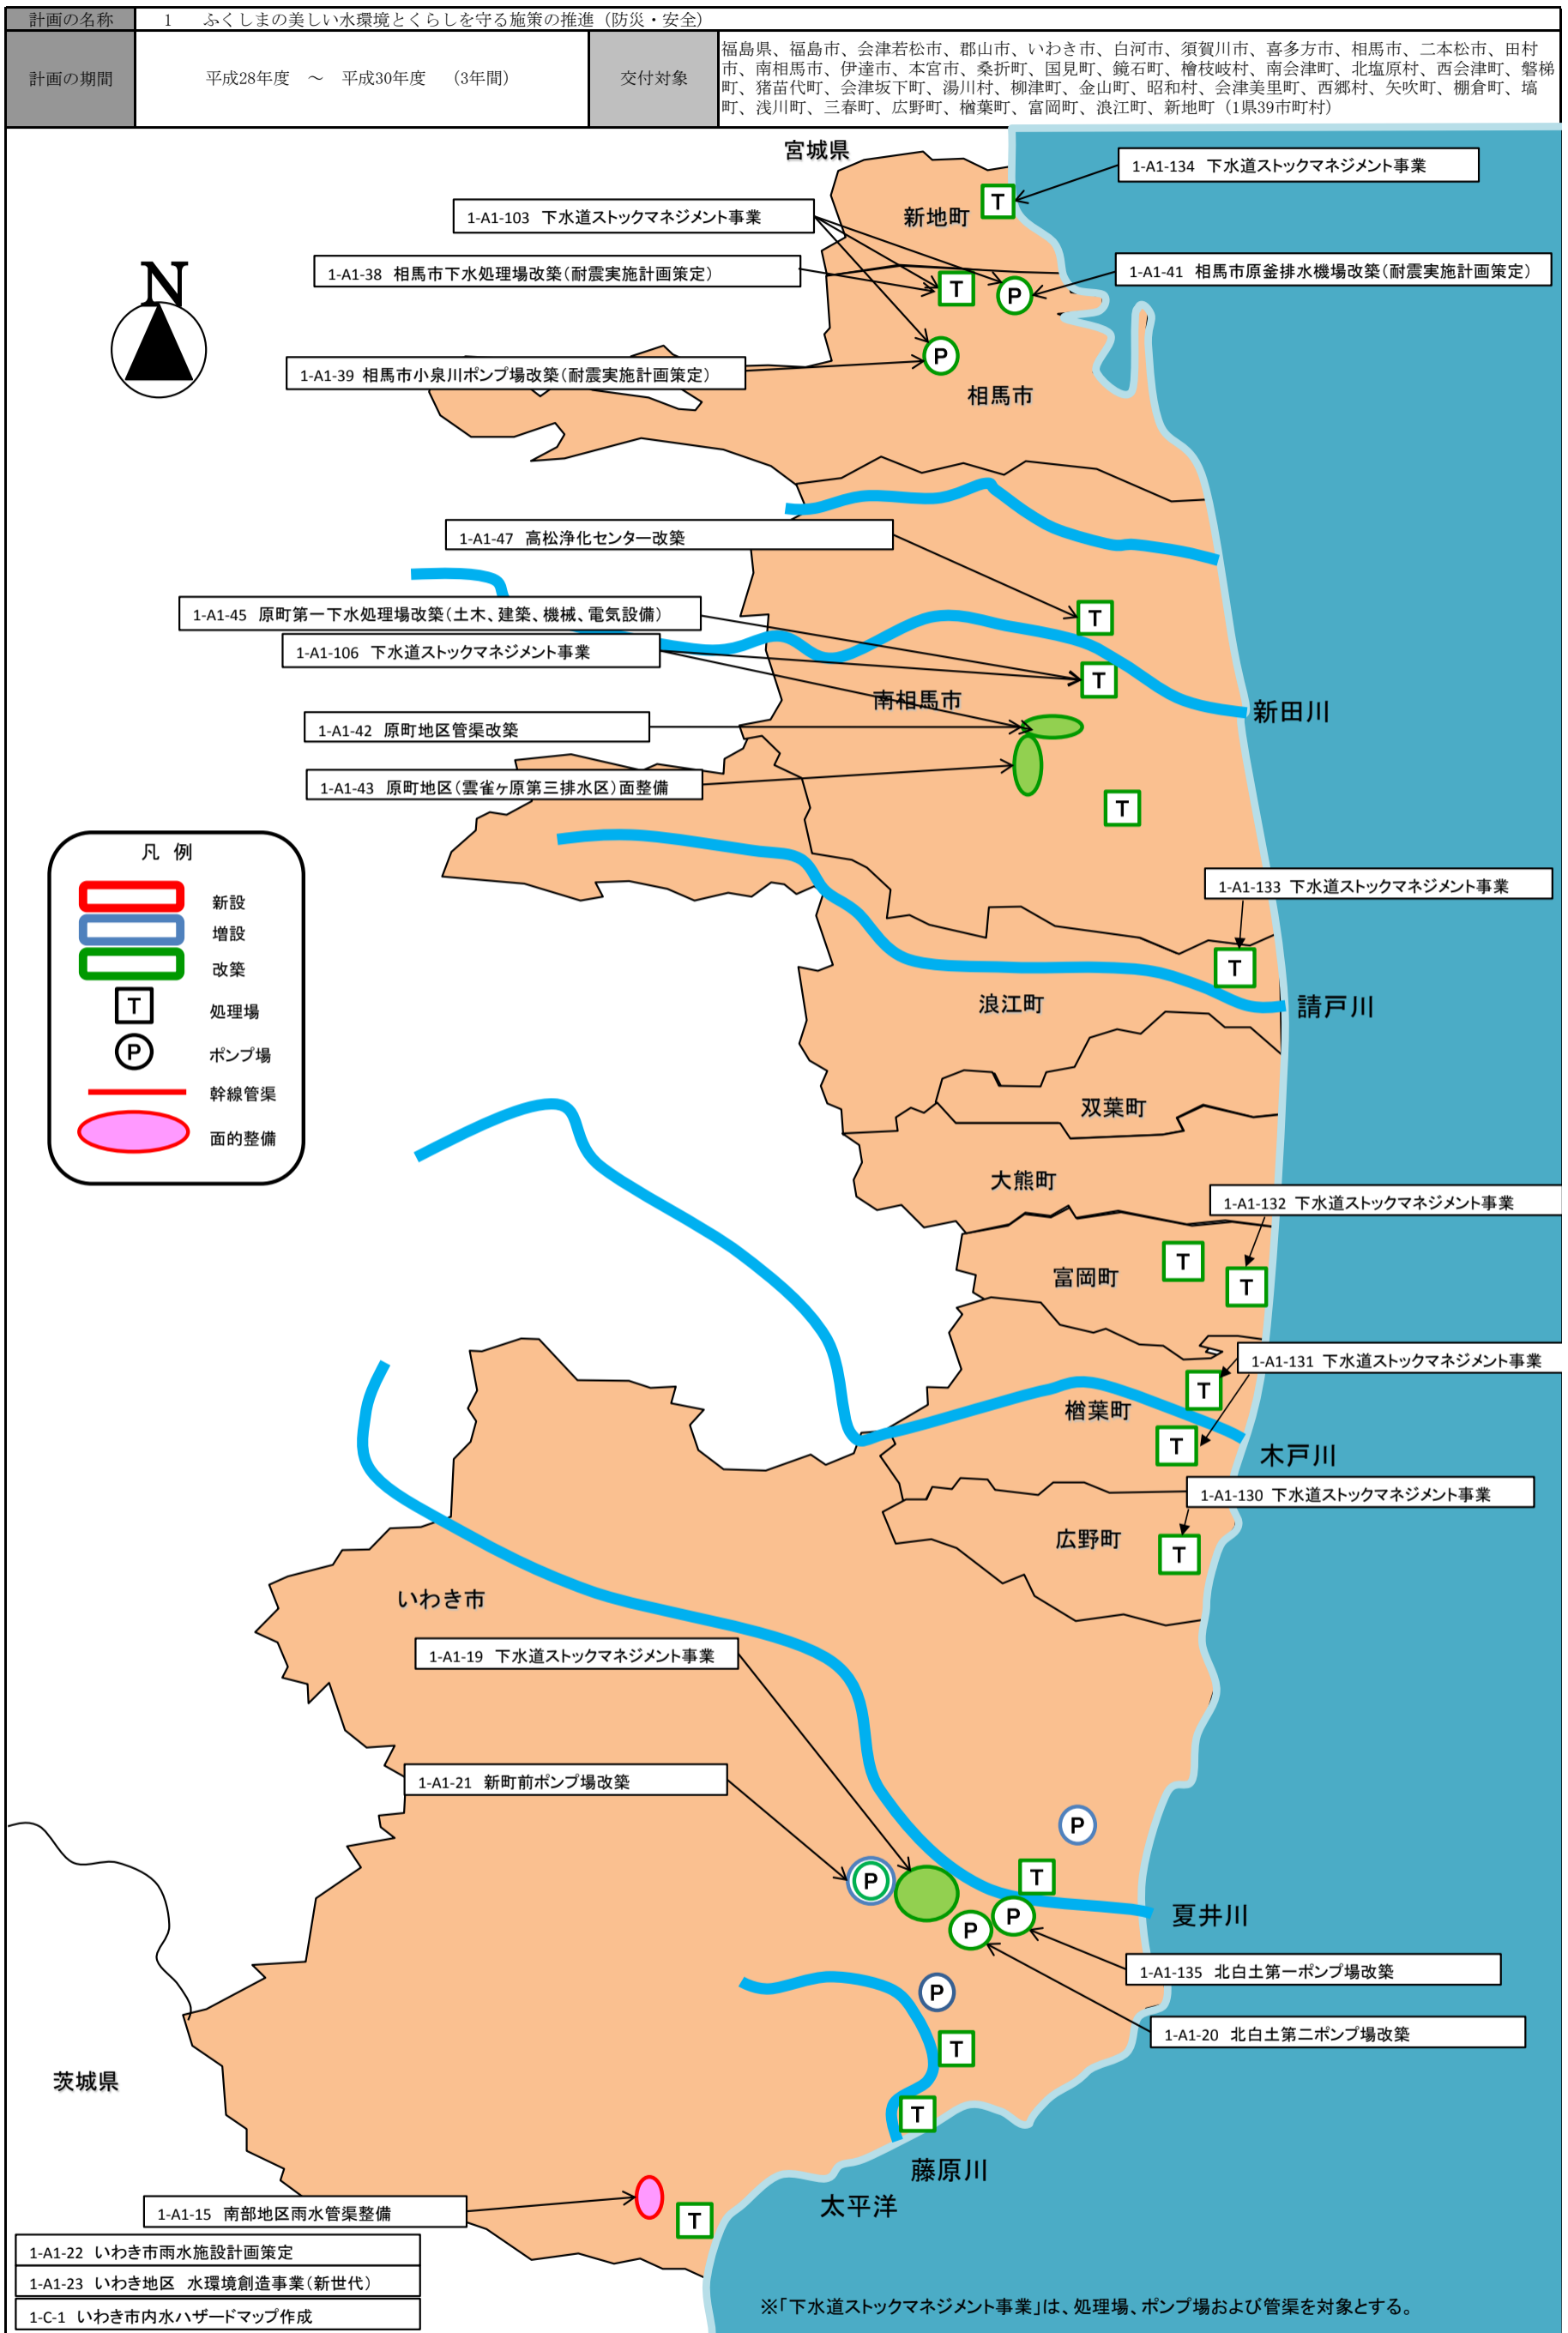 計画の名称
1 ふくしまの美しい水環境とくらしを守る施策の推進（防災・安全）
計画の期間
平成28年度 ～ 平成30年度 （3年間）
交付対象
福島県、福島市、会津若松市、郡山市、いわき市、白河市、須賀川市、喜多方市、相馬市、二本松市、田村
市、南相馬市、伊達市、本宮市、桑折町、国見町、鏡石町、檜枝岐村、南会津町、北塩原村、西会津町、磐梯
町、猪苗代町、会津坂下町、湯川村、柳津町、金山町、昭和村、会津美里町、西郷村、矢吹町、棚倉町、塙
町、浅川町、三春町、広野町、楢葉町、富岡町、浪江町、新地町（1県39市町村）
宮城県
1-A1-134 下水道ストックマネジメント事業
T
1-A1-103 下水道ストックマネジメント事業
新地町
N
1-A1-38 相馬市下水処理場改築（耐震実施計画策定）
1-A1-41 相馬市原釜排水機場改築（耐震実施計画策定）
T
P
P
1-A1-39 相馬市小泉川ポンプ場改築（耐震実施計画策定）
相馬市
1-A1-47 高松浄化センター改築
T
1-A1-45 原町第一下水処理場改築（土木、建築、機械、電気設備）
1-A1-106 下水道ストックマネジメント事業
T
南相馬市
新田川
1-A1-42 原町地区管渠改築
1-A1-43 原町地区（雲雀ヶ原第三排水区）面整備
T
凡 例
新設
増設
改築
T
処理場
P
ポンプ場
幹線管渠
面的整備
1-A1-133 下水道ストックマネジメント事業
T
浪江町
請戸川
双葉町
大熊町
1-A1-132 下水道ストックマネジメント事業
T
富岡町
T
1-A1-131 下水道ストックマネジメント事業
T
楢葉町
T
木戸川
1-A1-130 下水道ストックマネジメント事業
広野町
T
いわき市
1-A1-19 下水道ストックマネジメント事業
1-A1-21 新町前ポンプ場改築
P
T
P
P
P
夏井川
1-A1-135 北白土第一ポンプ場改築
P
1-A1-20 北白土第二ポンプ場改築
T
茨城県
T
藤原川
太平洋
1-A1-15 南部地区雨水管渠整備
T
1-A1-22 いわき市雨水施設計画策定
1-A1-23 いわき地区 水環境創造事業（新世代）
1-C-1 いわき市内水ハザードマップ作成
※「下水道ストックマネジメント事業」は、処理場、ポンプ場および管渠を対象とする。